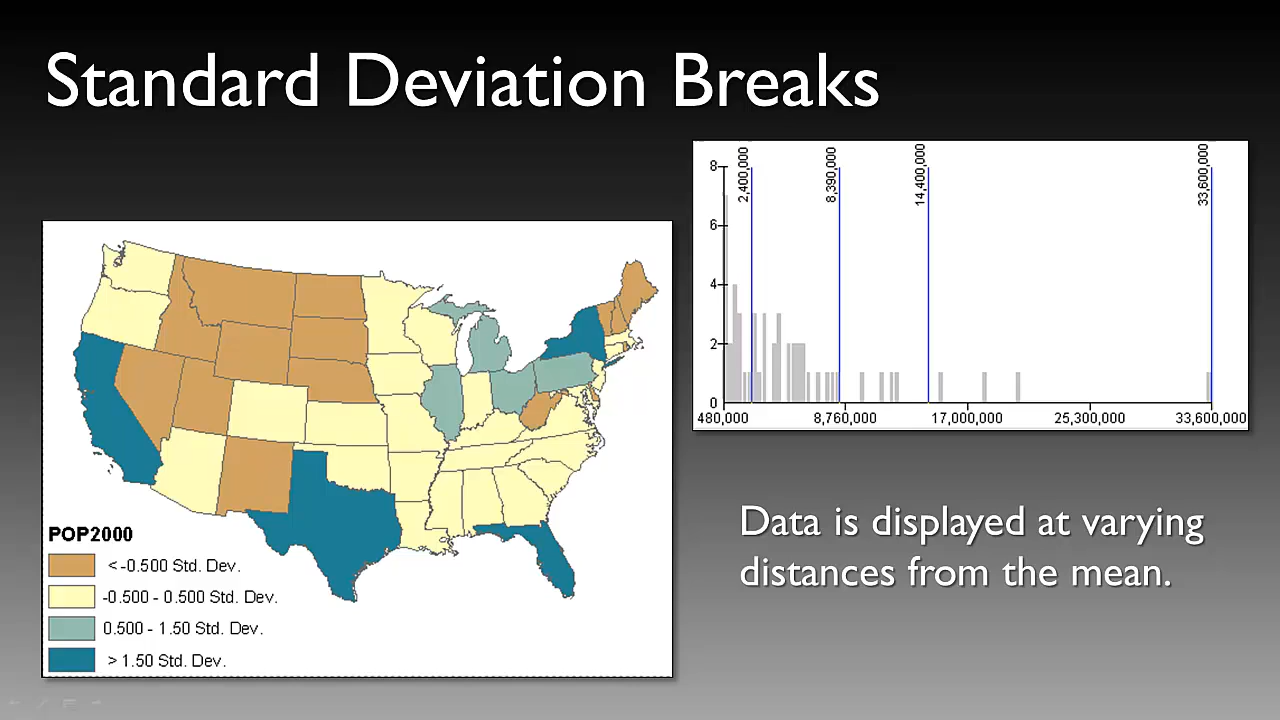 Standard Deviation Breaks
8
6
4
2
0
2,400,000
8,390,000
14,400,000
33,600,000
480,000
8,760,000
17,000,000
25,300,000
33,600,000
POP2000
< -0.500 Std. Dev.
-0.500 - 0.500 Std. Dev.
0.500 - 1.50 Std. Dev.
> 1.50 Std. Dev.
Data is displayed at varying
distances from the mean.